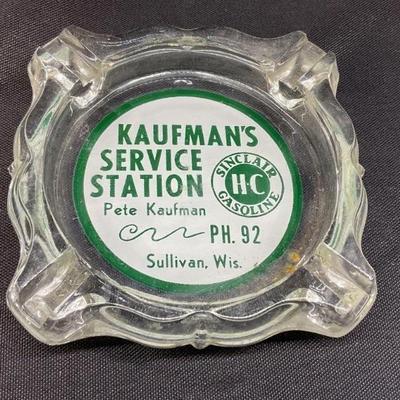 KAUFMAN'S
SERVICE
STATION
SINCLAIR
H-C
GASOLINE
Pete Kaufman
PH. 92
Sullivan, Wis.